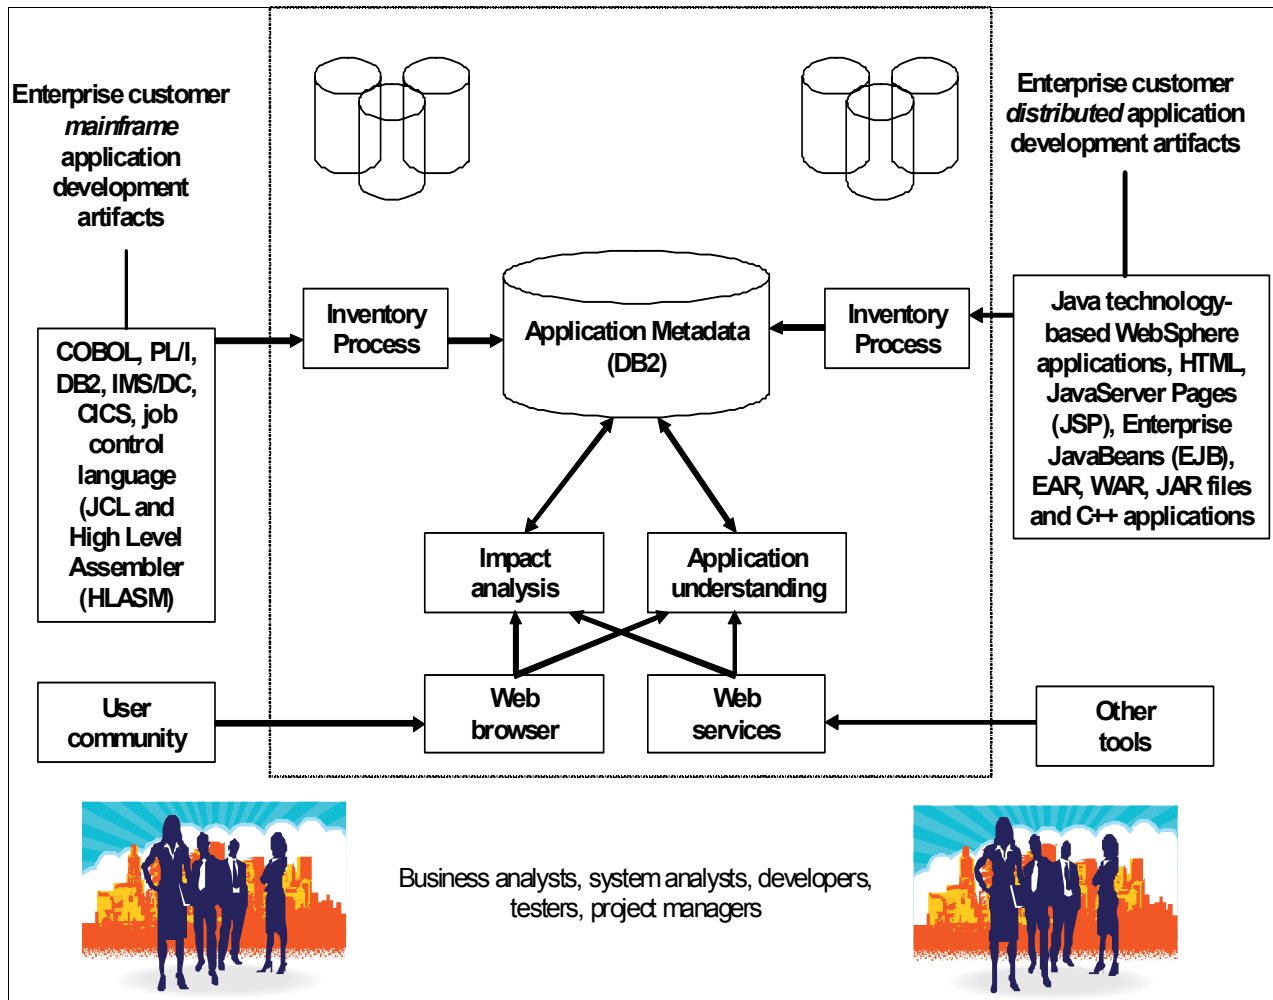 Enterprise customer
mainframe
application
development
artifacts
Enterprise customer
distributed application
development artifacts
Inventory
Process
Application Metadata
(DB2)
Inventory
Process
COBOL, PL/I,
DB2, IMS/DC,
CICS, job
control
language
(JCL and
High Level
Assembler
(HLASM)
Java technology-
based WebSphere
applications, HTML,
JavaServer Pages
(JSP), Enterprise
JavaBeans (EJB),
EAR, WAR, JAR files
and C++ applications
Impact
analysis
Application
understanding
User
community
Web
browser
Web
services
Other
tools
Business analysts, system analysts, developers,
testers, project managers